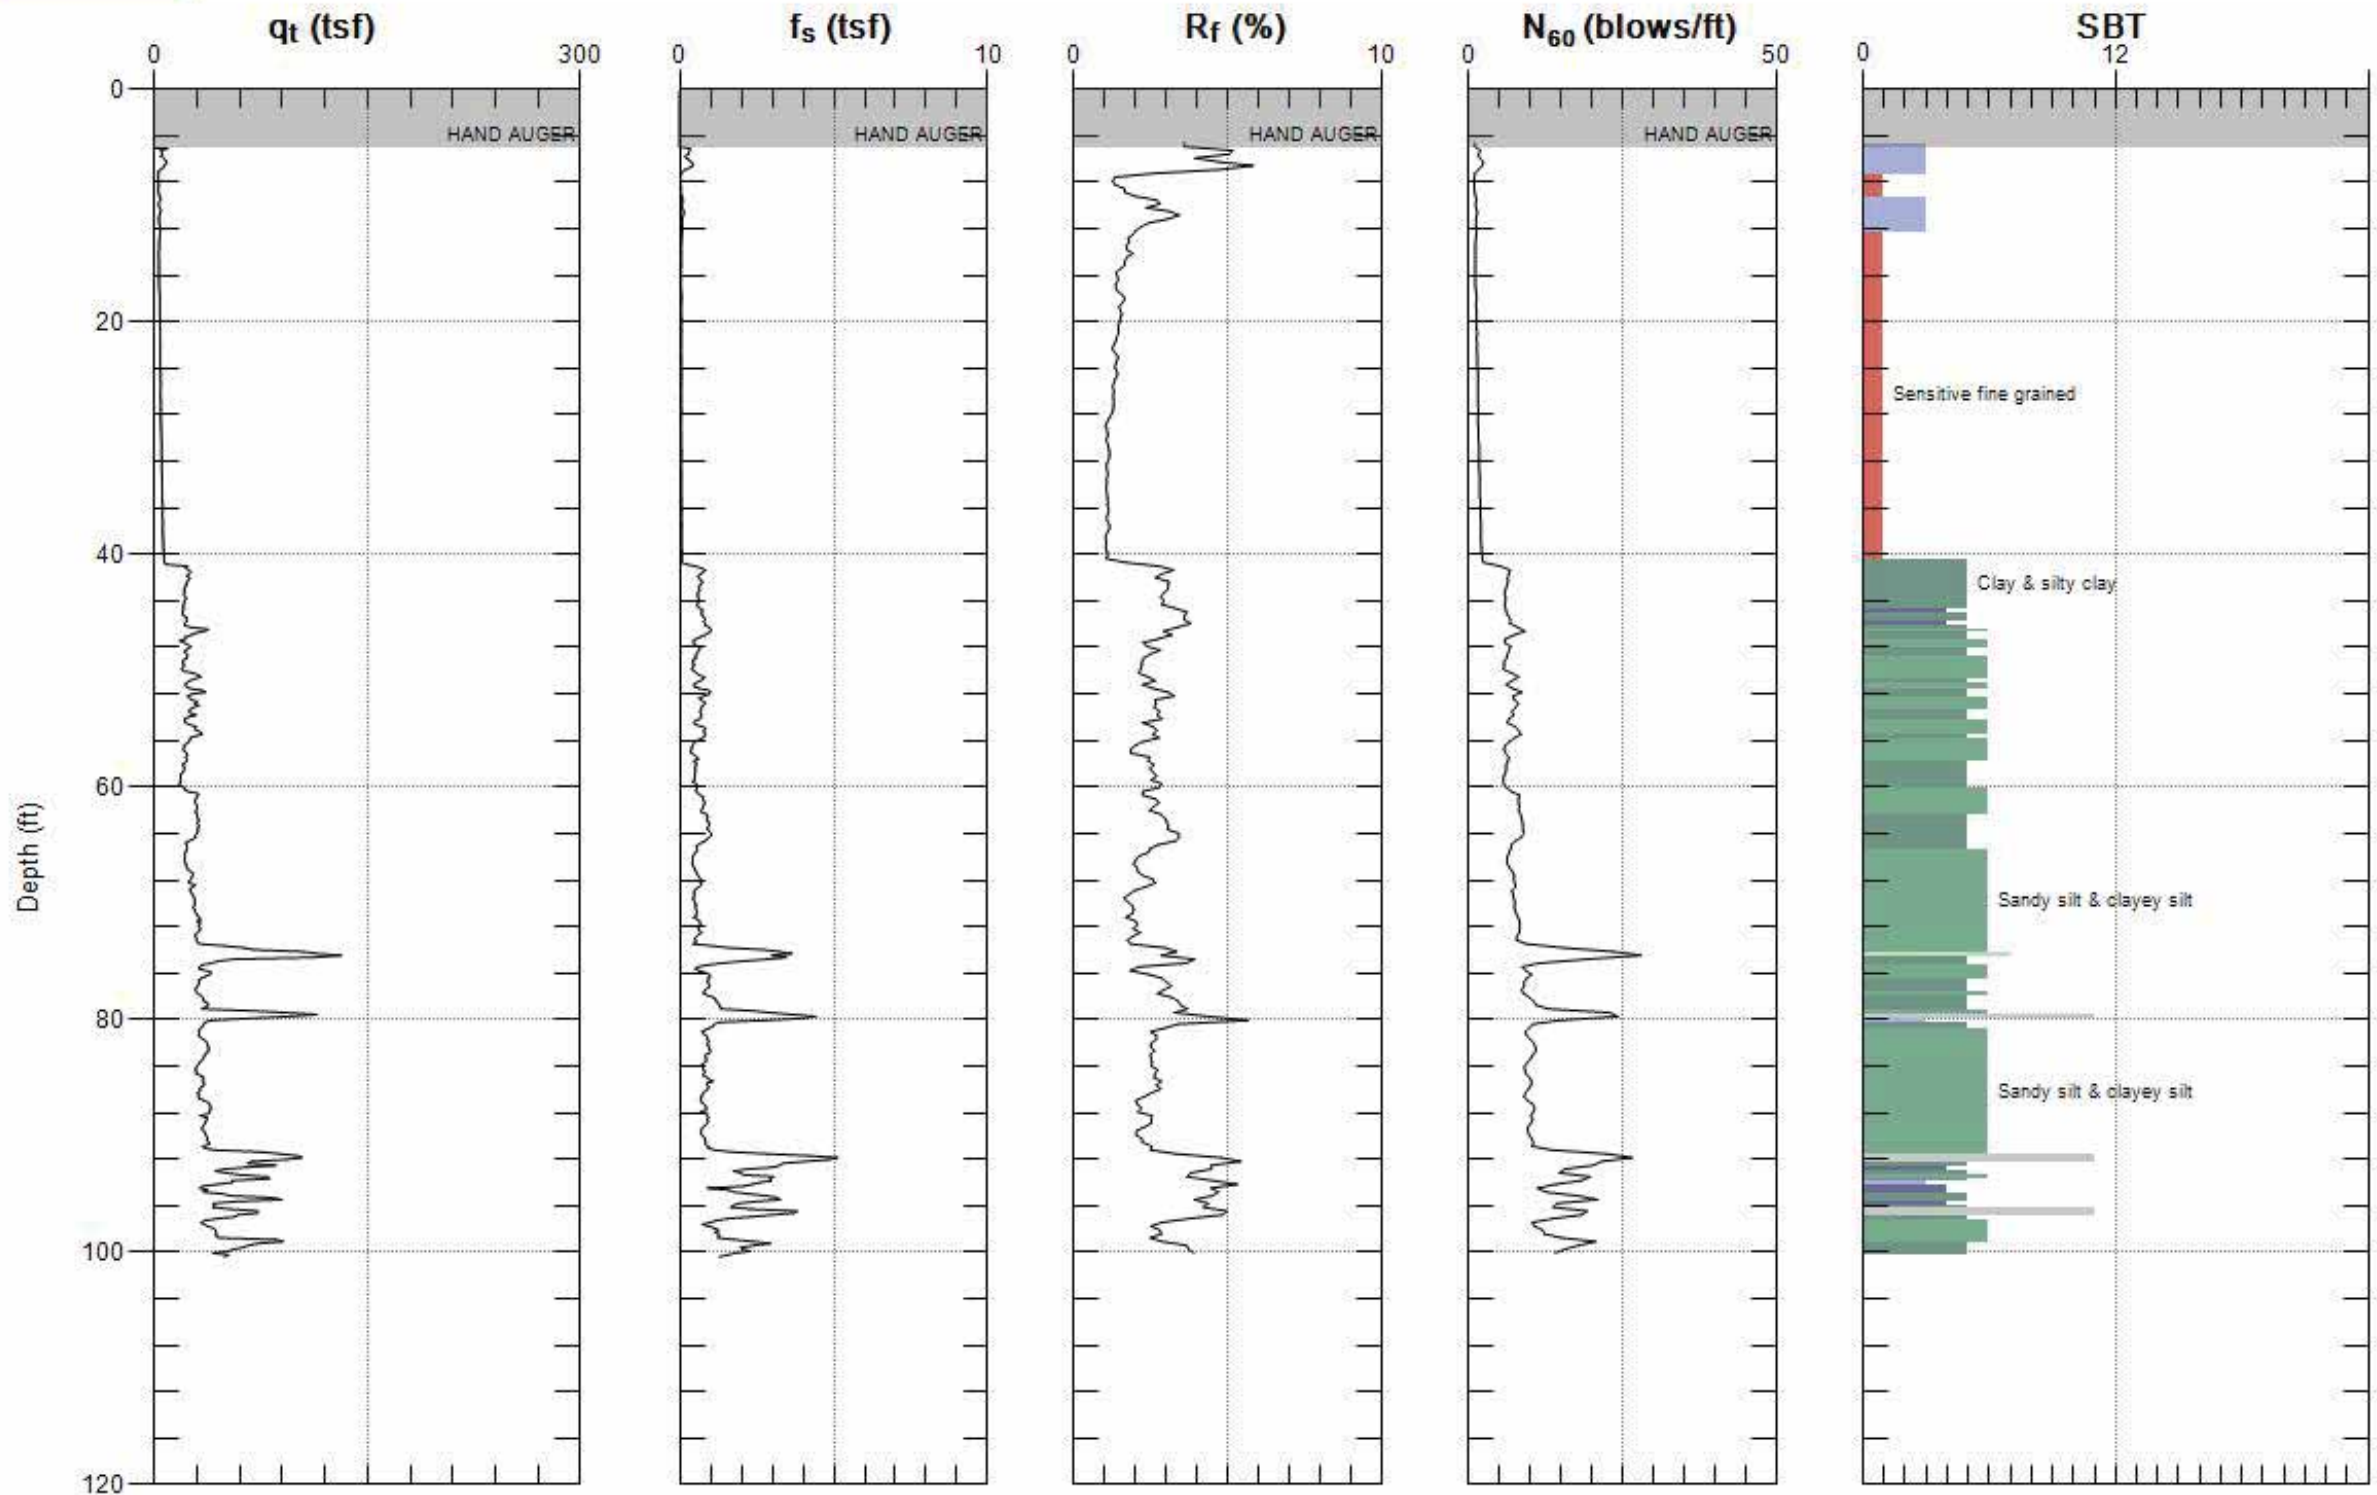 qt (tsf) fs (tsf) Rf (%) N60 (blows/ft) SBT
0 300 0 10 0 10 0 50 0 12
0
HAND AUGER HAND AUGER HAND AUGER HAND AUGER
20
Sensitive fine grained
40
Clay & silty clay
60
Depth (ft)
Sandy silt & clayey silt
80
Sandy silt & clayey silt
100
120